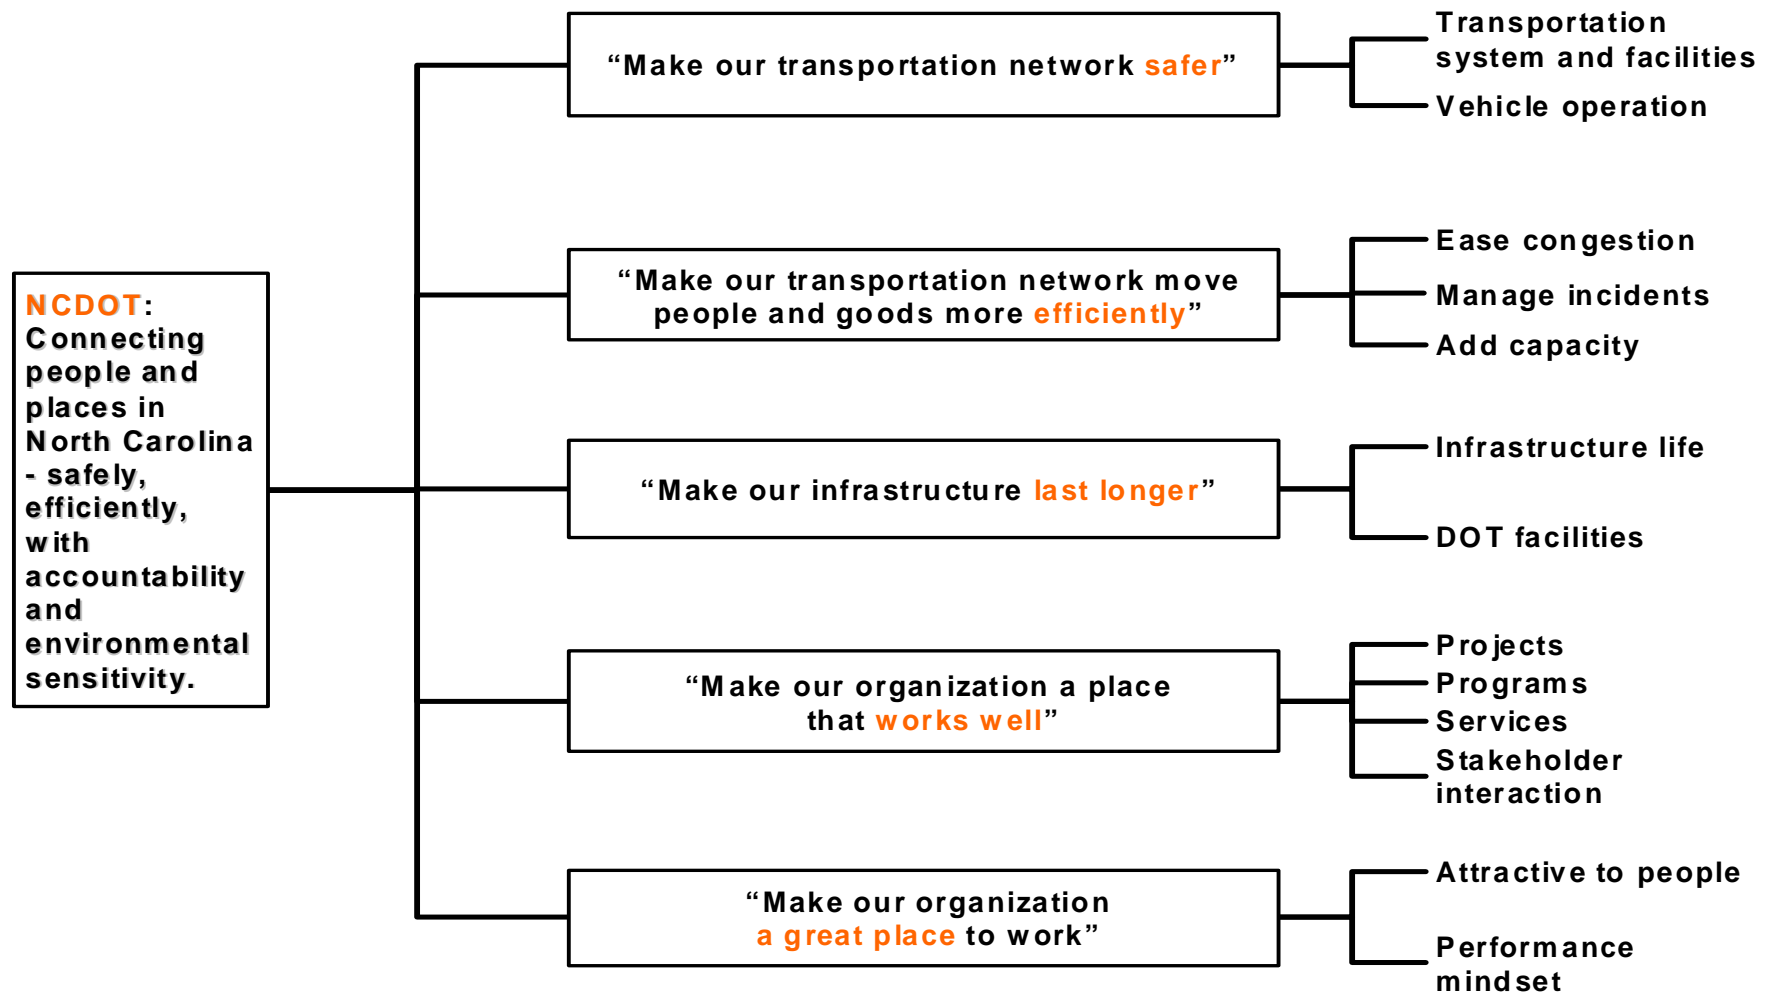 NCDOT:
Connecting
people and
places in
North Carolina
- safely,
efficiently,
with
accountability
and
environmental
sensitivity.
“Make our transportation network safer”
Transportation
system and facilities
Vehicle operation
“Make our transportation network move
people and goods more efficiently”
Ease congestion
Manage incidents
Add capacity
“Make our infrastructure last longer”
Infrastructure life
DOT facilities
“Make our organization a place
that works well”
Projects
Programs
Services
Stakeholder
interaction
“Make our organization
a great place to work”
Attractive to people
Performance
mindset